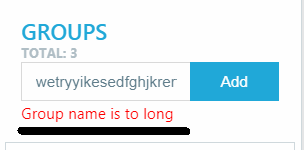 GROUPS
TOTAL: 3
wetryyikesedfghjkrer Add
Group name is to long